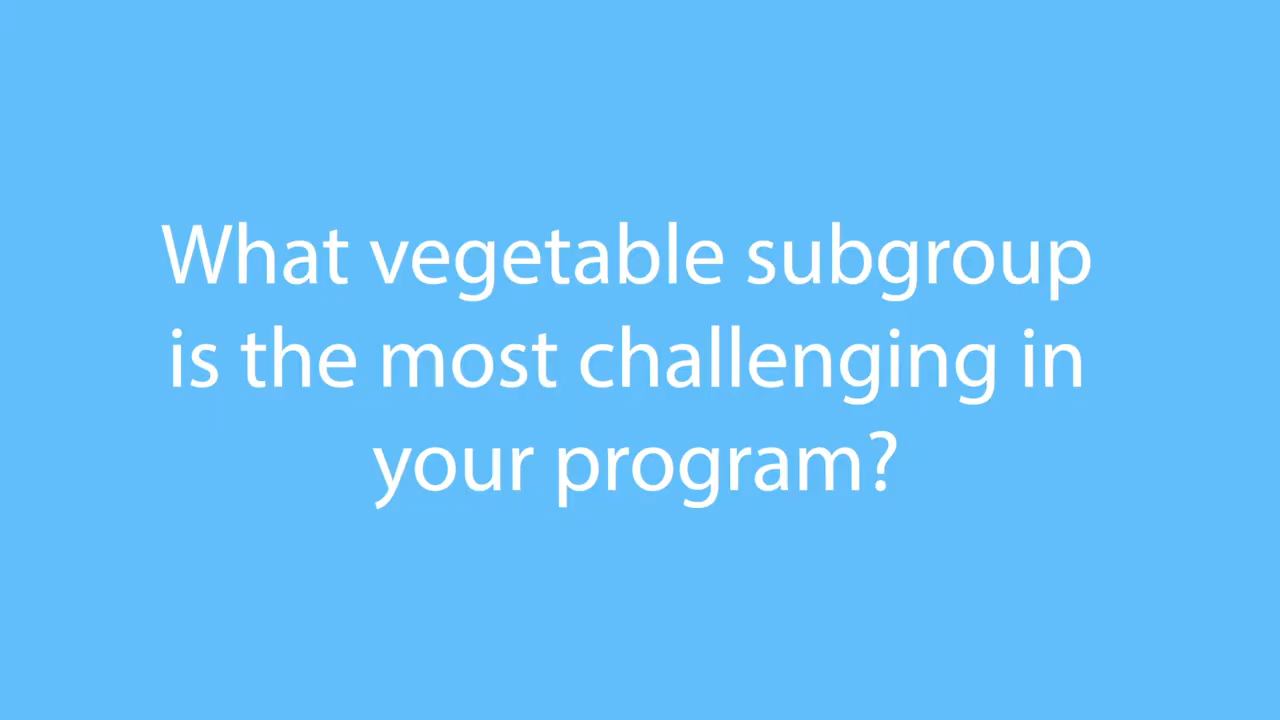 What vegetable subgroup
is the most challenging in
your program?